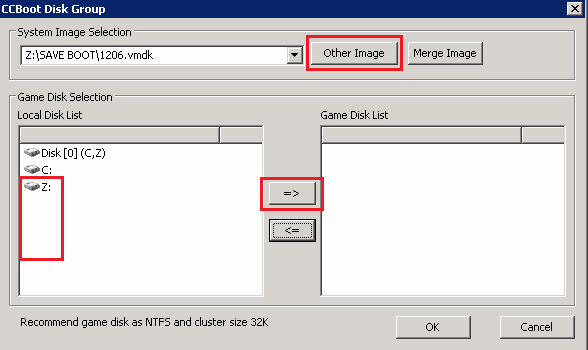 CCBoot Disk Group
System Image Selection
Z:\SAVE BOOT\1206.vmdk
Other Image
Merge Image
Game Disk Selection
Local Disk List
Game Disk List
Disk [0] (C,Z)
C:
Z:
=>
<=
Recommend game disk as NTFS and cluster size 32K
OK
Cancel